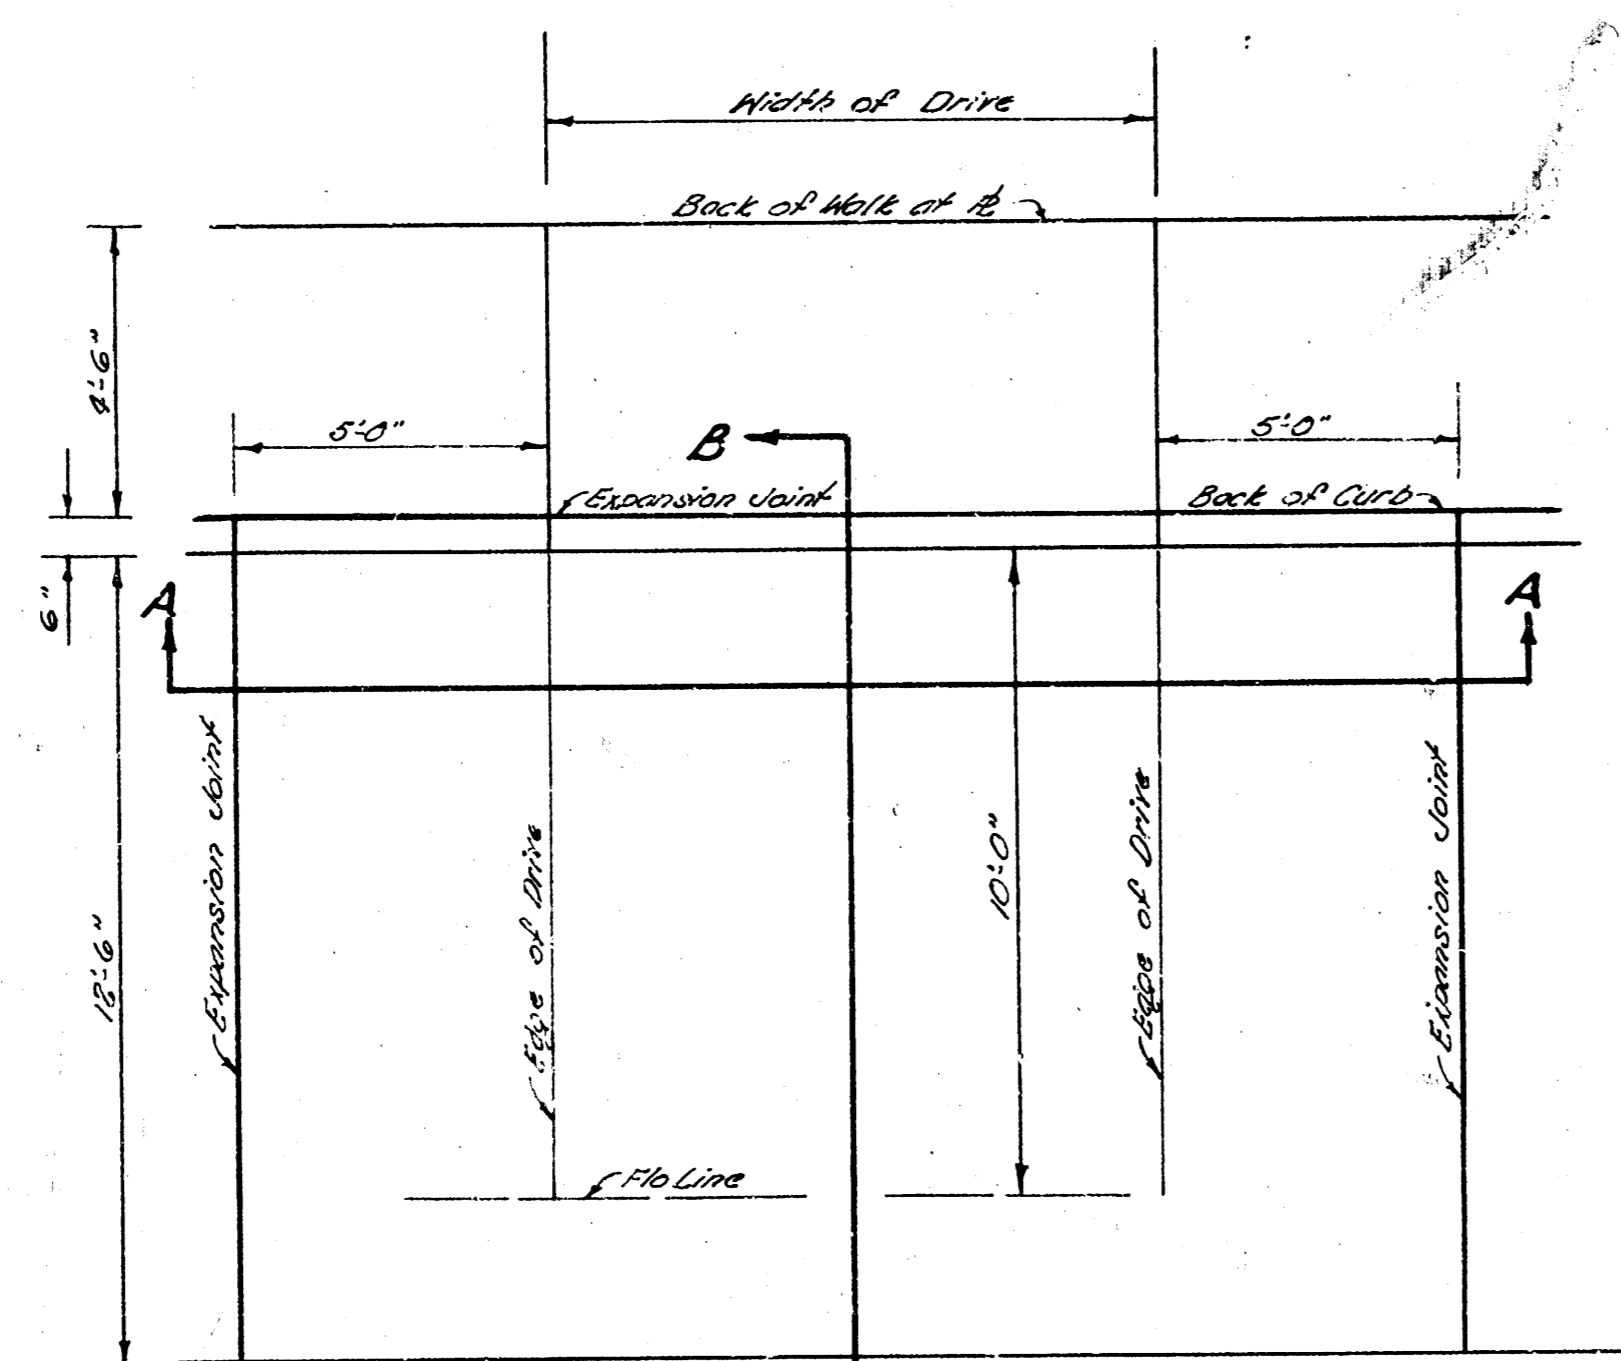 Width of Drive
Back of Walk at ⅊
4'-6"
5'-0"
B
5'-0"
Expansion Joint
Back of Curb
6"
A
A
Expansion Joint
Edge of Drive
10'-0"
Edge of Drive
Expansion Joint
12'-6"
Flo Line